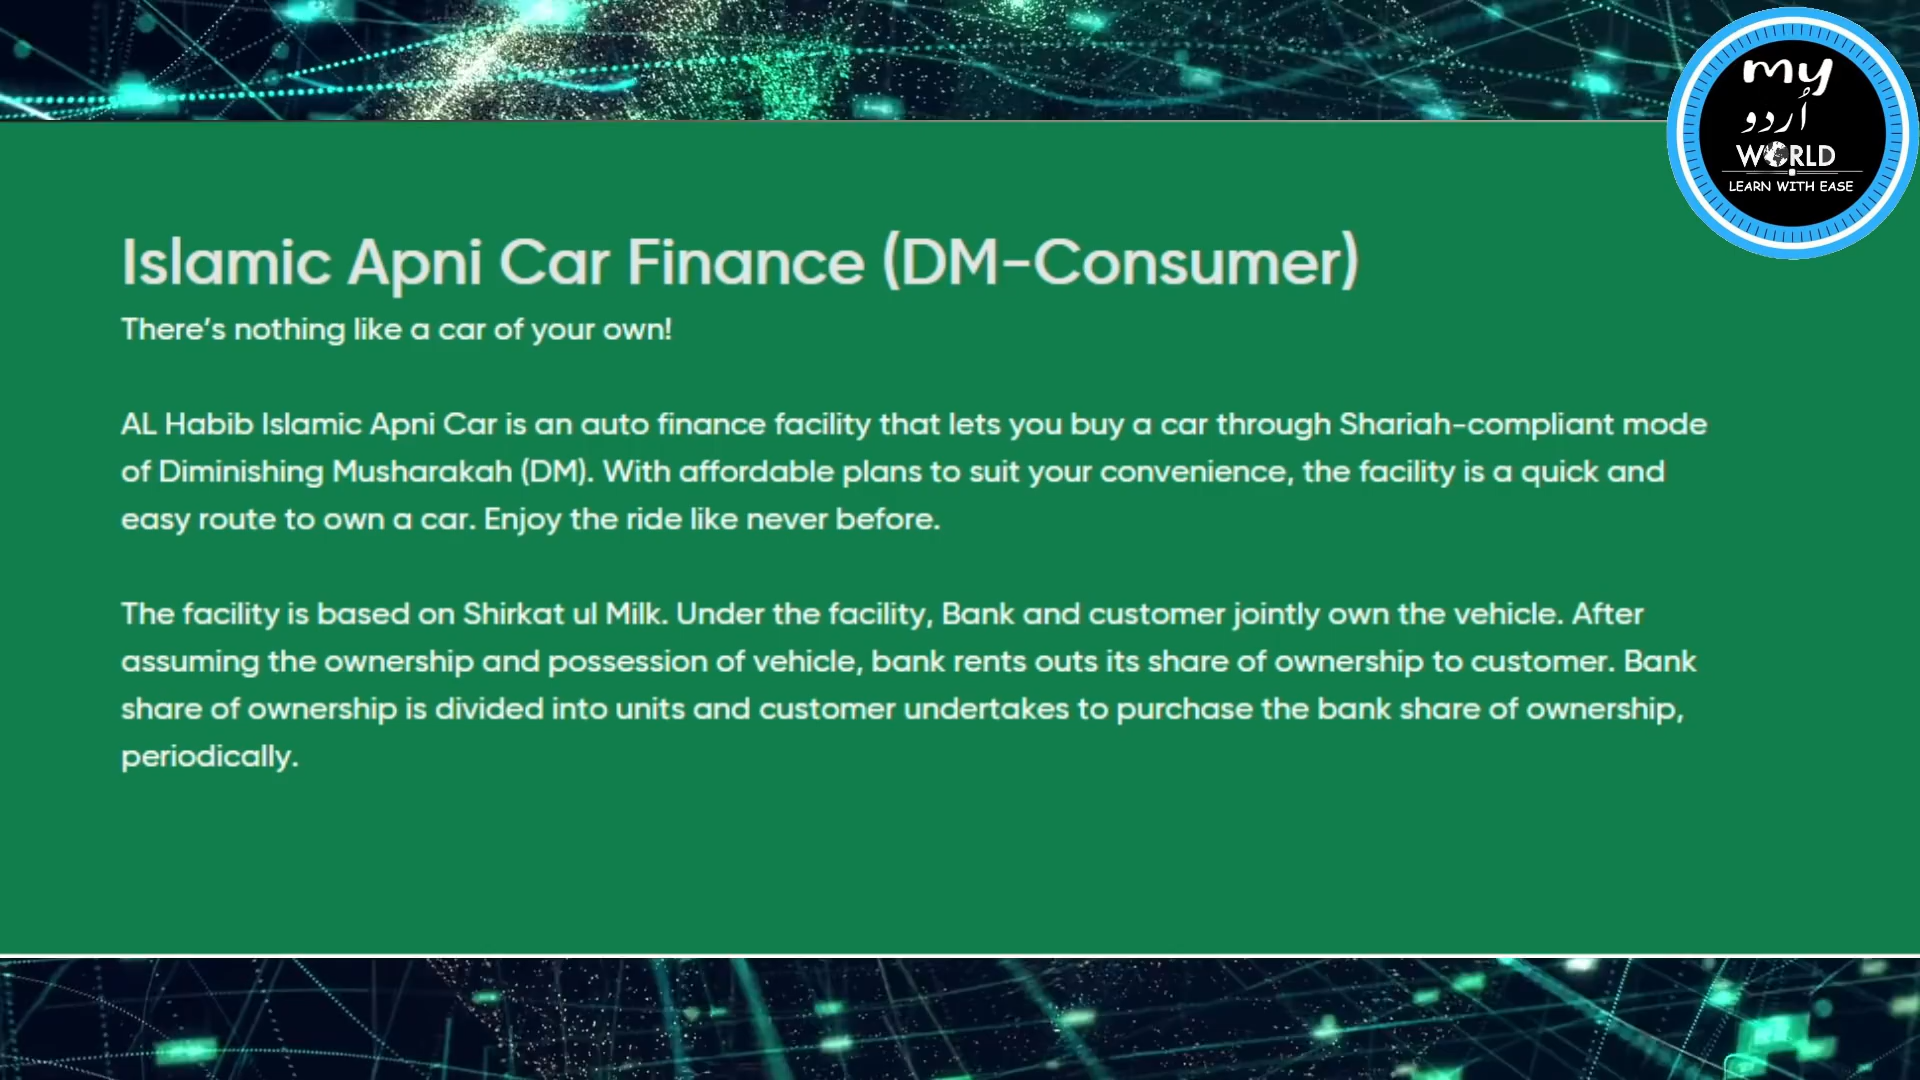 my
اُردو
WORLD
LEARN WITH EASE
Islamic Apni Car Finance (DM-Consumer)
There's nothing like a car of your own!
AL Habib Islamic Apni Car is an auto finance facility that lets you buy a car through Shariah-compliant mode
of Diminishing Musharakah (DM). With affordable plans to suit your convenience, the facility is a quick and
easy route to own a car. Enjoy the ride like never before.
The facility is based on Shirkat ul Milk. Under the facility, Bank and customer jointly own the vehicle. After
assuming the ownership and possession of vehicle, bank rents outs its share of ownership to customer. Bank
share of ownership is divided into units and customer undertakes to purchase the bank share of ownership,
periodically.